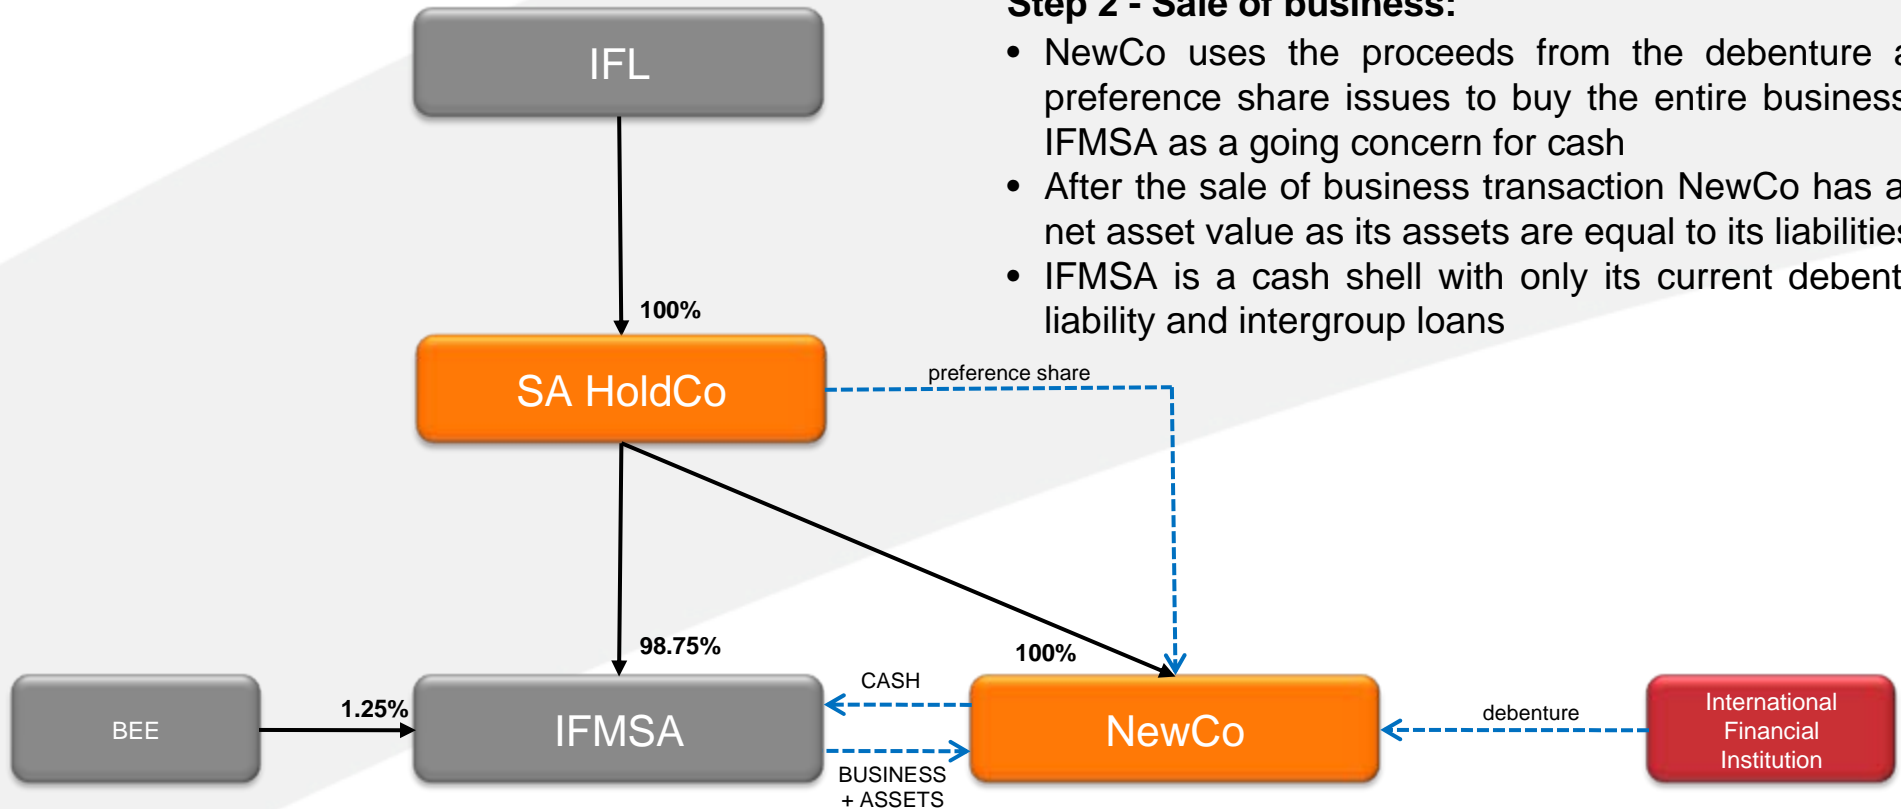 Step 2 - Sale of business:
• NewCo uses the proceeds from the debenture
preference share issues to buy the entire business
IFMSA as a going concern for cash
• After the sale of business transaction NewCo has
net asset value as its assets are equal to its liabilities
• IFMSA is a cash shell with only its current
liability and intergroup loans
IFL
100%
SA HoldCo
preference share
98.75%
100%
BEE
1.25%
IFMSA
CASH
BUSINESS
+ ASSETS
NewCo
debenture
International
Financial
Institution